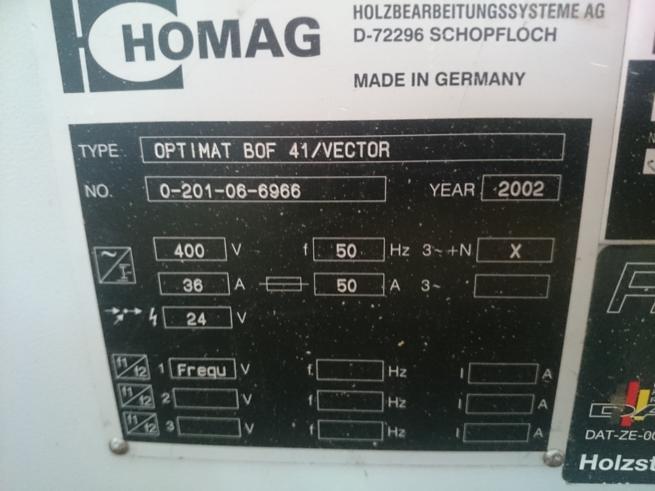 HOMAG
HOLZBEARBEITUNGSSYSTEME AG
D-72296 SCHOPFLOCH
MADE IN GERMANY
TYPE OPTIMAT BOF 41/VECTOR
NO. 0-201-06-6966 YEAR 2002
400 V f 50 Hz 3~+N X
36 A 50 A 3~
24 V
f1/f2 1 Frequ V f. Hz I A
f1/f2 2 V f. Hz I A
f1/f2 3 V f. Hz I A
DAT-ZE-00
Holzst